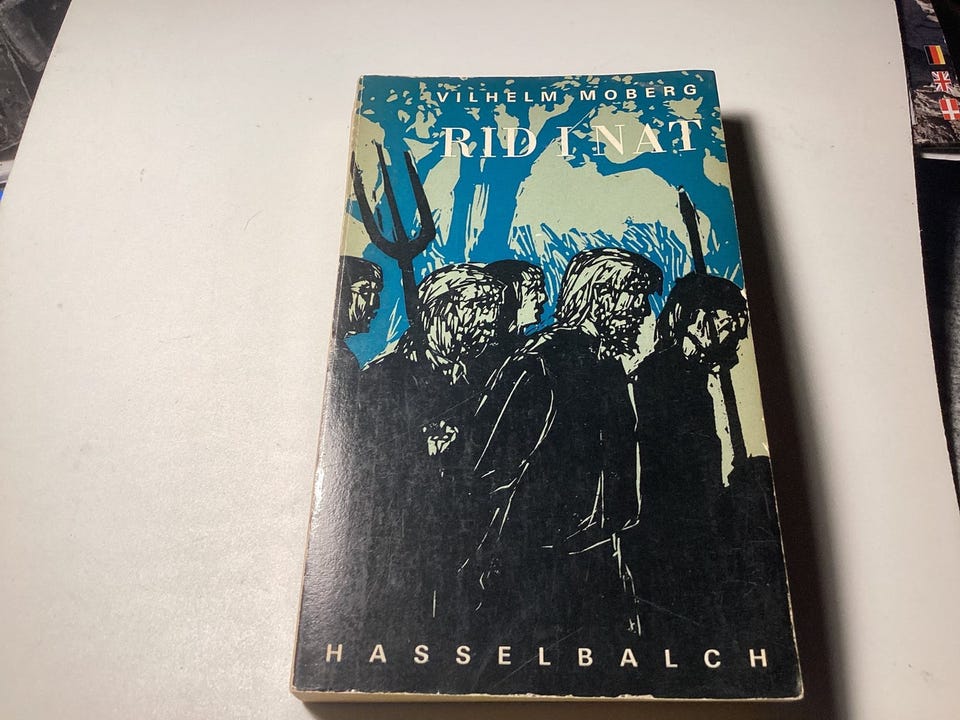 VILHELM MOBERG
RID I NAT
HASSELBALCH